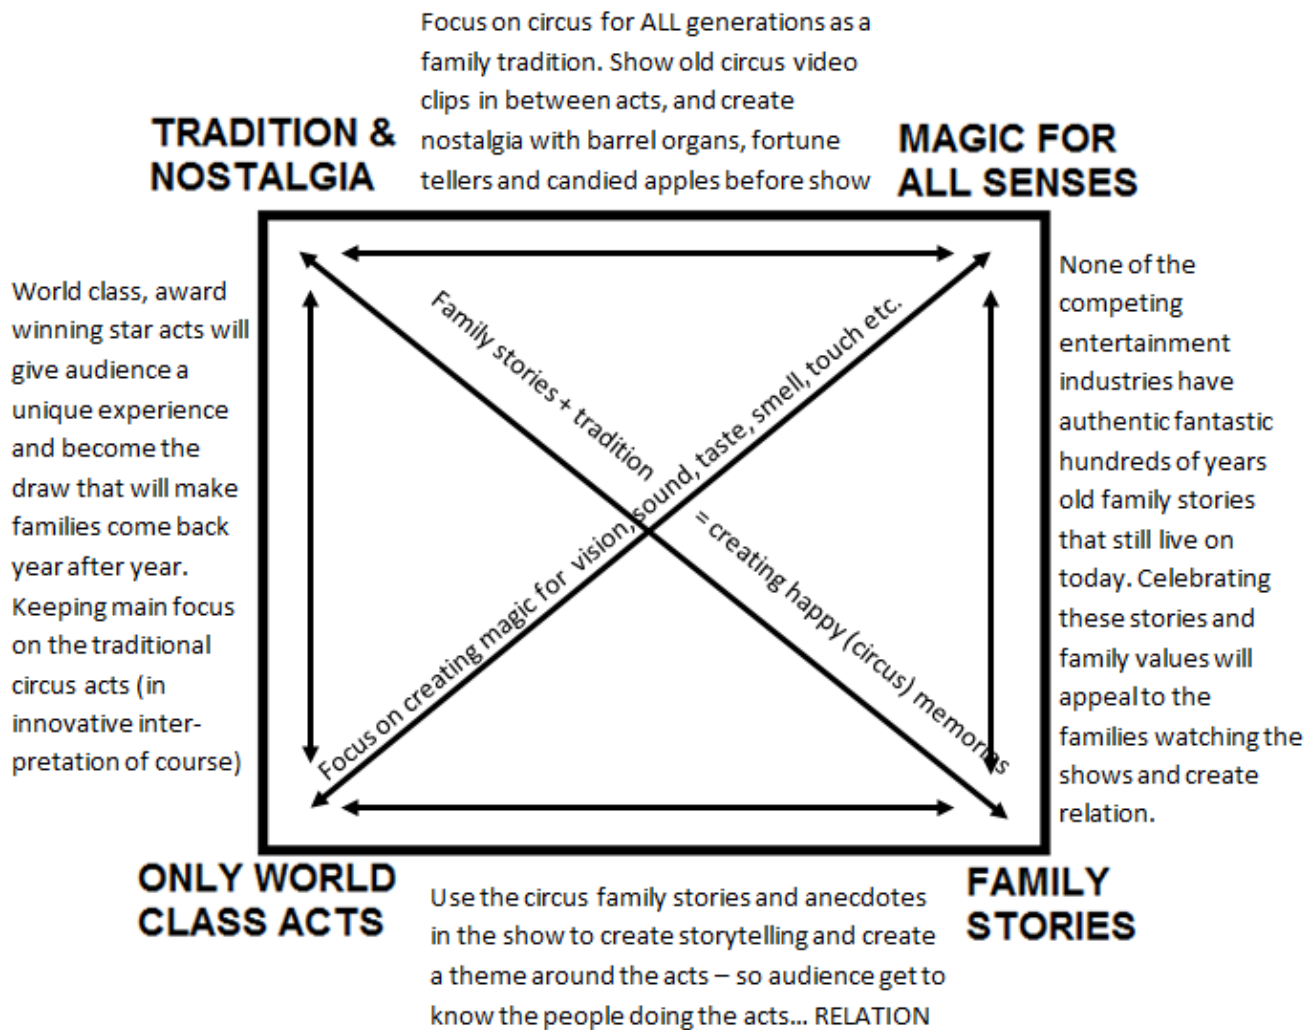 Focus on circus for ALL generations as a
family tradition. Show old circus video
clips in between acts, and create
nostalgia with barrel organs, fortune
tellers and candied apples before show
TRADITION &
NOSTALGIA
MAGIC FOR
ALL SENSES
World class, award
winning star acts will
give audience a
unique experience
and become the
draw that will make
families come back
year after year.
Keeping main focus
on the traditional
circus acts (in
innovative inter-
pretation of course)
Family stories + tradition
= creating happy (circus) memories
Focus on creating magic for vision, sound, taste, smell, touch etc.
None of the
competing
entertainment
industries have
authentic fantastic
hundreds of years
old family stories
that still live on
today. Celebrating
these stories and
family values will
appeal to the
families watching the
shows and create
relation.
ONLY WORLD
CLASS ACTS
FAMILY
STORIES
Use the circus family stories and anecdotes
in the show to create storytelling and create
a theme around the acts – so audience get to
know the people doing the acts... RELATION